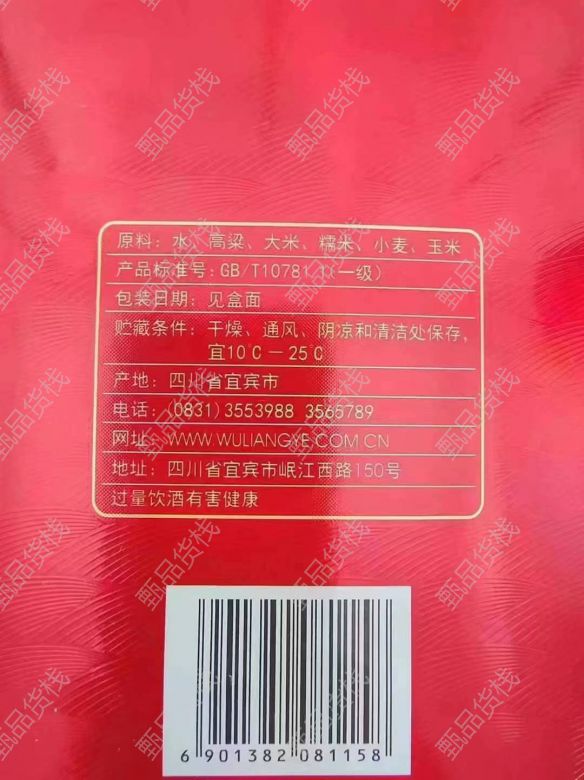 原料：水、高粱、大米、糯米、小麦、玉米
产品标准号：GB/T10781.1(一级)
包装日期：见盒面
贮藏条件：干燥、通风、阴凉和清洁处保存，
宜10℃－25℃
产地：四川省宜宾市
电话：(0831)3553988 3565789
网址：WWW.WULIANGYE.COM.CN
地址：四川省宜宾市岷江西路150号
过量饮酒有害健康
6 901382 081158
甄品货栈